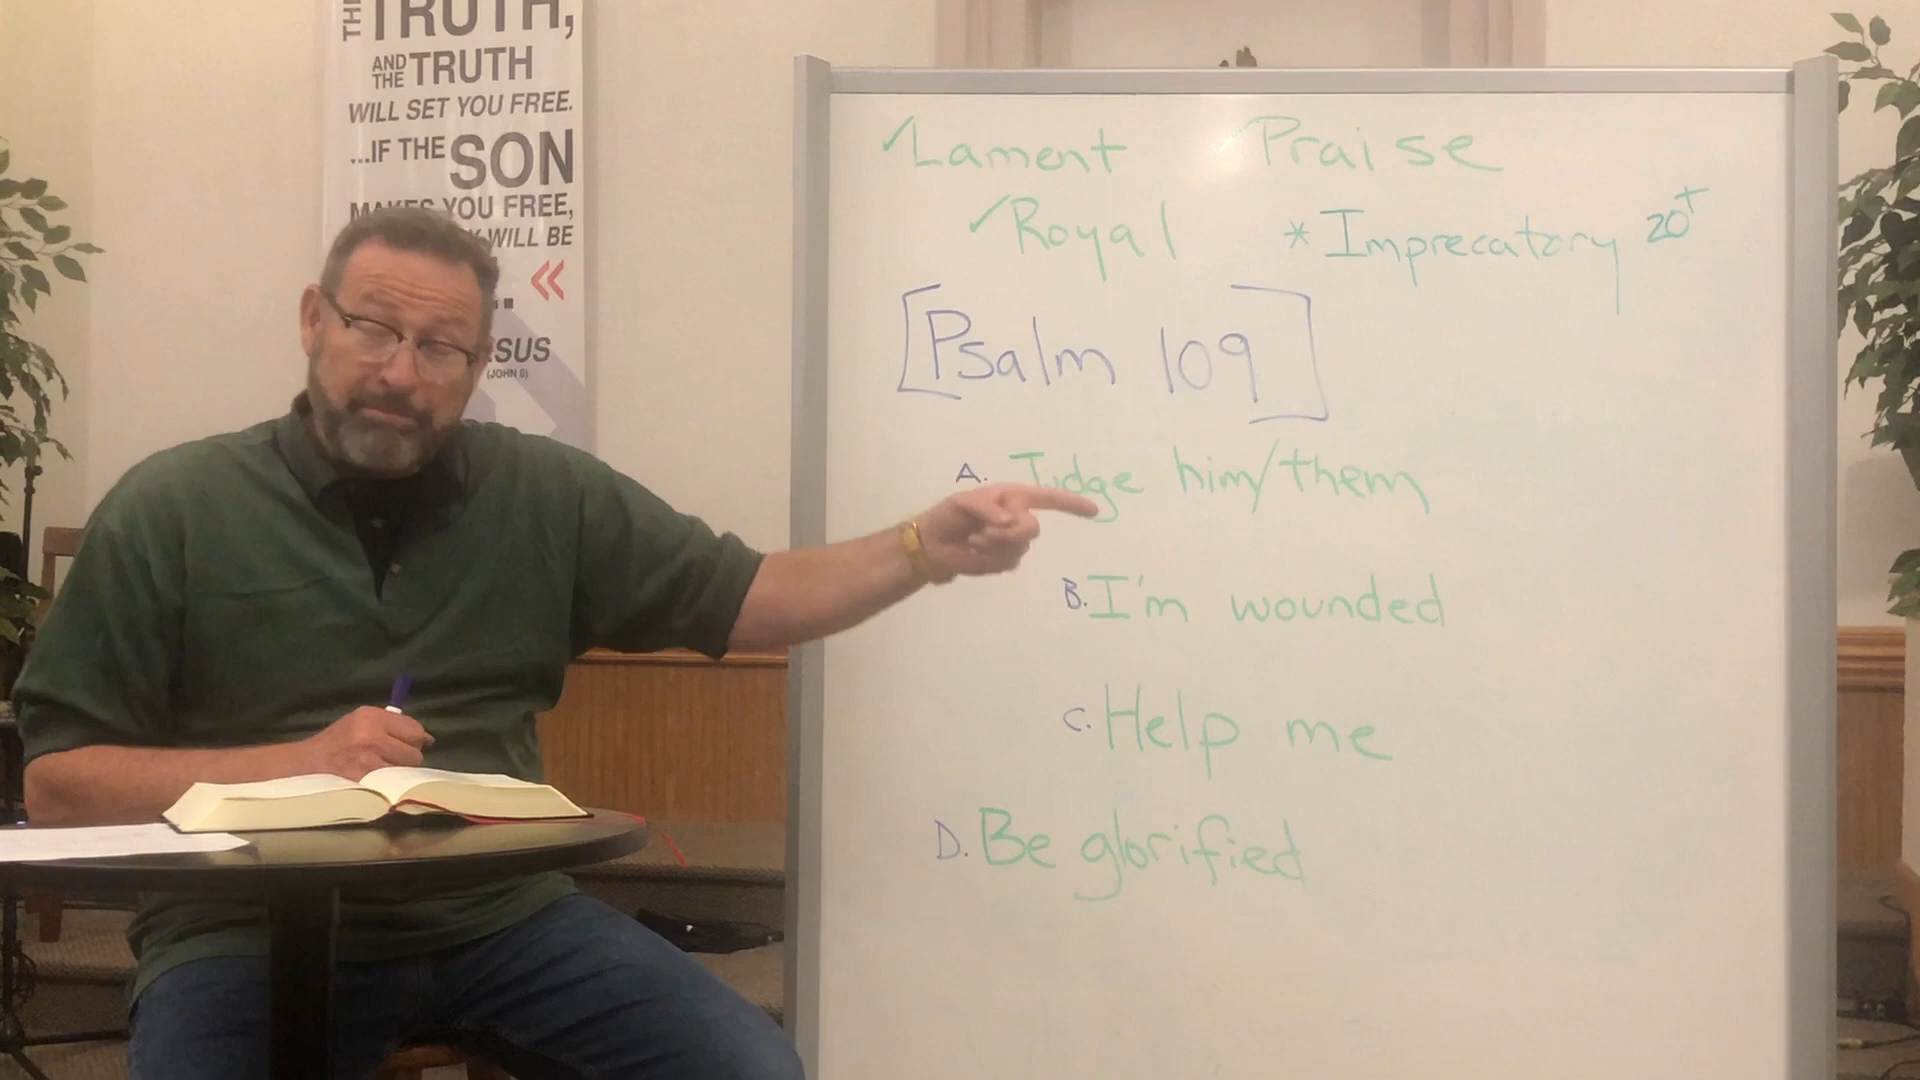 THE TRUTH,
AND THE TRUTH
WILL SET YOU FREE.
...IF THE SON
MAKES YOU FREE,
WILL BE
SUS
(JOHN 8)
✓Lament ✓Praise
✓Royal * Imprecatory 20+
[Psalm 109]
A. Judge him/them
B. I'm wounded
C. Help me
D. Be glorified